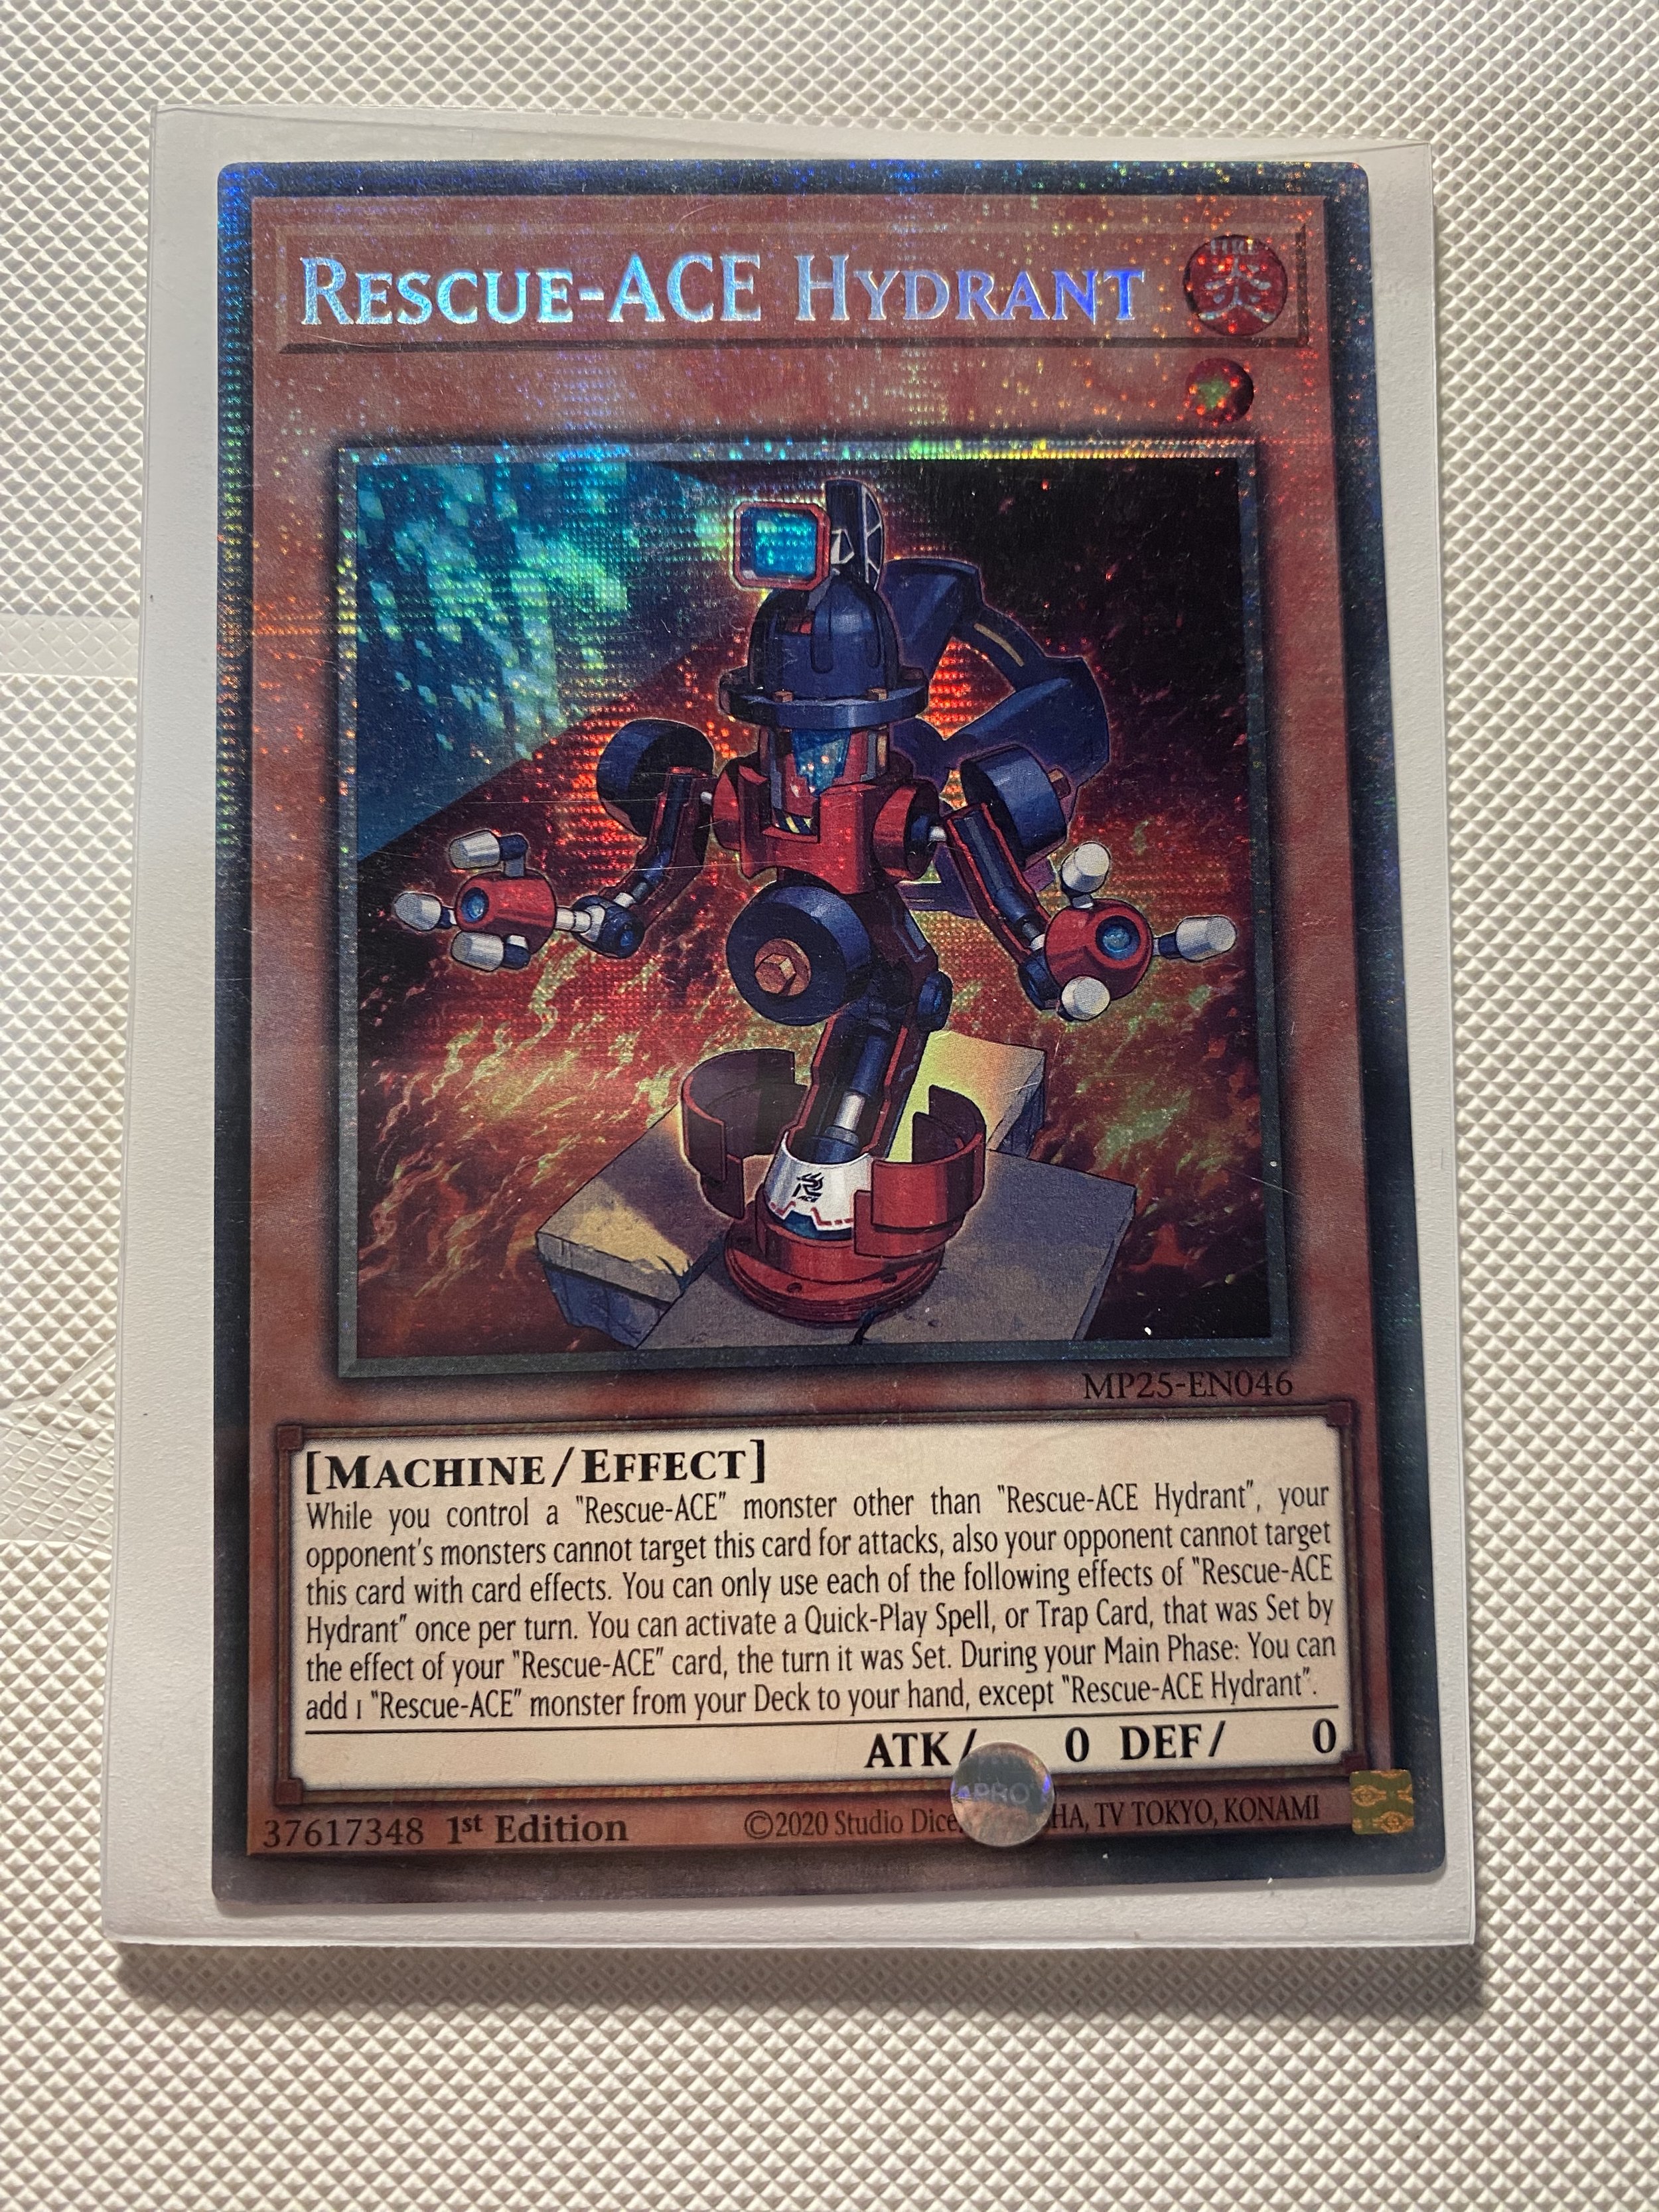 RESCUE-ACE HYDRANT
炎
MP25-EN046
[MACHINE/EFFECT]
While you control a "Rescue-ACE" monster other than "Rescue-ACE Hydrant", your
opponent's monsters cannot target this card for attacks, also your opponent cannot target
this card with card effects. You can only use each of the following effects of "Rescue-ACE
Hydrant" once per turn. You can activate a Quick-Play Spell, or Trap Card, that was Set by
the effect of your "Rescue-ACE" card, the turn it was Set. During your Main Phase: You can
add 1 "Rescue-ACE" monster from your Deck to your hand, except "Rescue-ACE Hydrant".
ATK/ 0 DEF/ 0
37617348 1st Edition ©2020 Studio Dice TV TOKYO, KONAMI